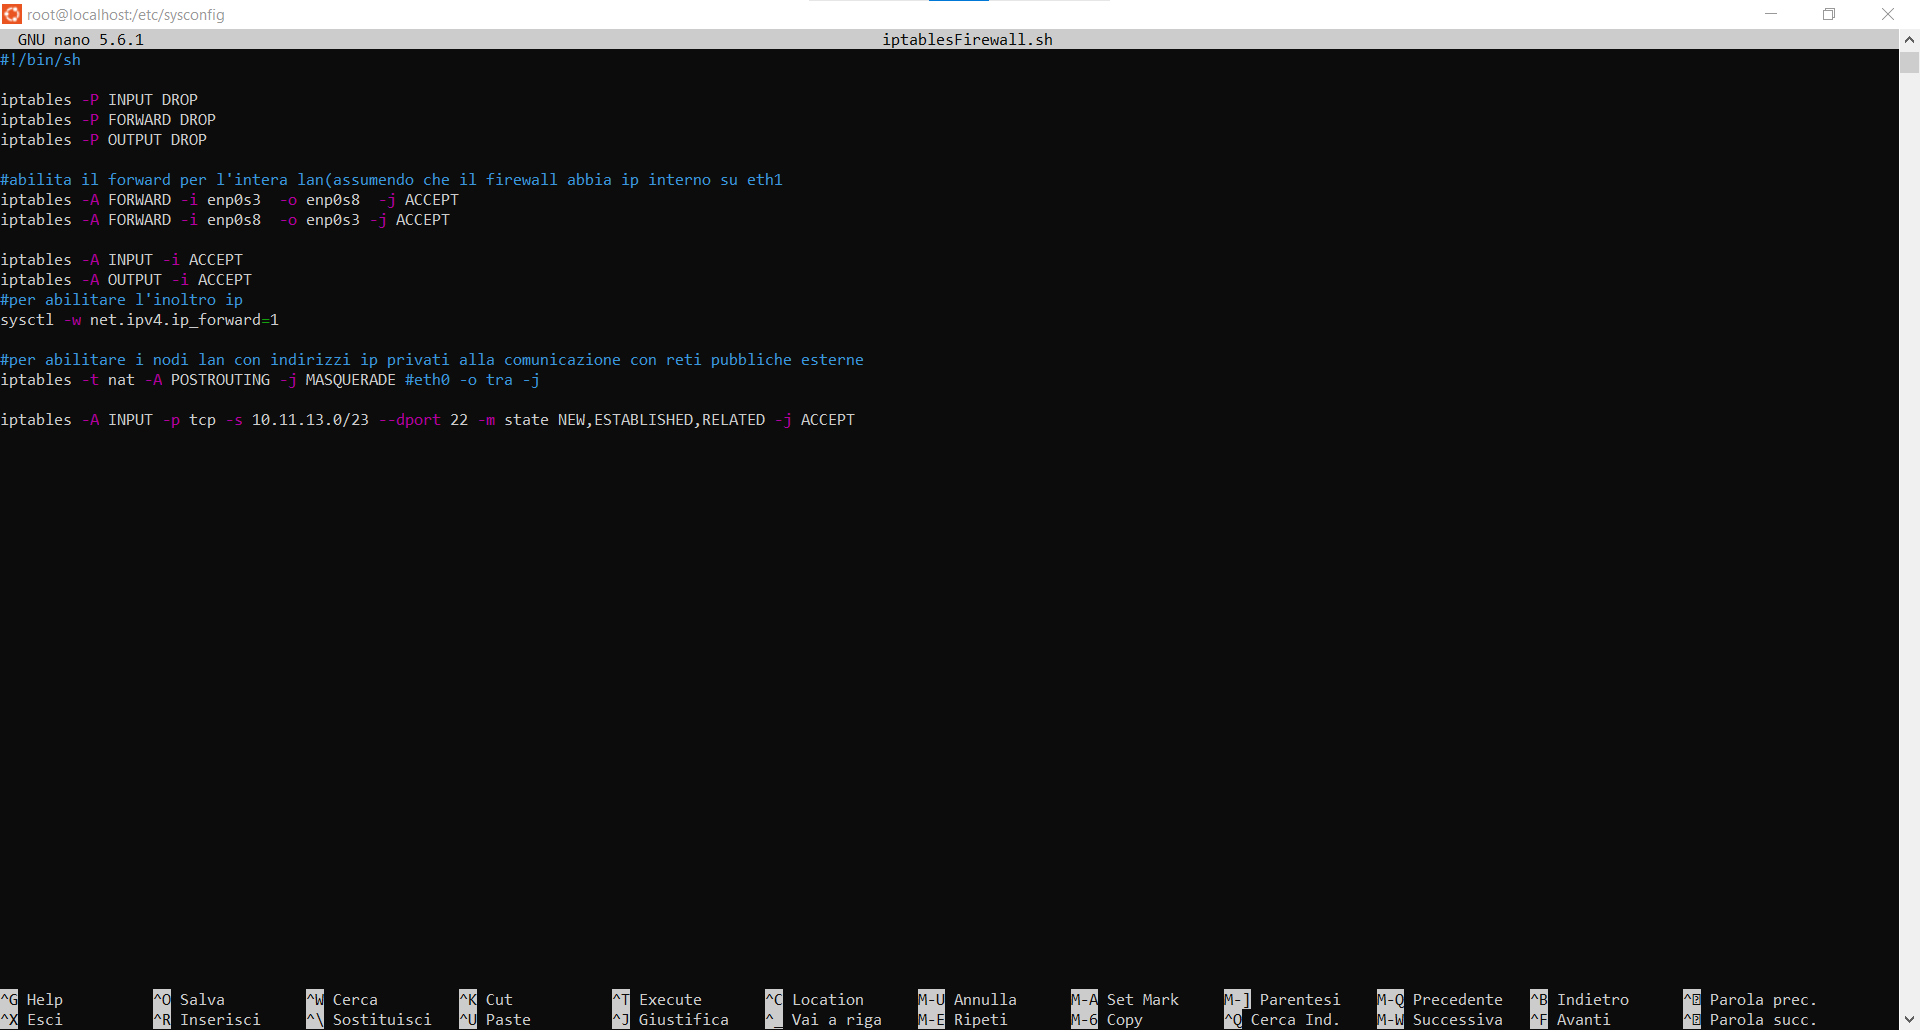 root@localhost:/etc/sysconfig
GNU nano 5.6.1 iptablesFirewall.sh
#!/bin/sh
iptables -P INPUT DROP
iptables -P FORWARD DROP
iptables -P OUTPUT DROP
#abilita il forward per l'intera lan(assumendo che il firewall abbia ip interno su eth1
iptables -A FORWARD -i enp0s3  -o enp0s8  -j ACCEPT
iptables -A FORWARD -i enp0s8  -o enp0s3 -j ACCEPT
iptables -A INPUT -i ACCEPT
iptables -A OUTPUT -i ACCEPT
#per abilitare l'inoltro ip
sysctl -w net.ipv4.ip_forward=1
#per abilitare i nodi lan con indirizzi ip privati alla comunicazione con reti pubbliche esterne
iptables -t nat -A POSTROUTING -j MASQUERADE #eth0 -o tra -j
iptables -A INPUT -p tcp -s 10.11.13.0/23 --dport 22 -m state NEW,ESTABLISHED,RELATED -j ACCEPT
^G Help ^O Salva ^W Cerca ^K Cut ^T Execute ^C Location M-U Annulla M-A Set Mark M-] Parentesi M-Q Precedente ^B Indietro ^ Parola prec.
^X Esci ^R Inserisci ^\ Sostituisci ^U Paste ^J Giustifica ^_ Vai a riga M-E Ripeti M-6 Copy ^Q Cerca Ind. M-W Successiva ^F Avanti ^ Parola succ.